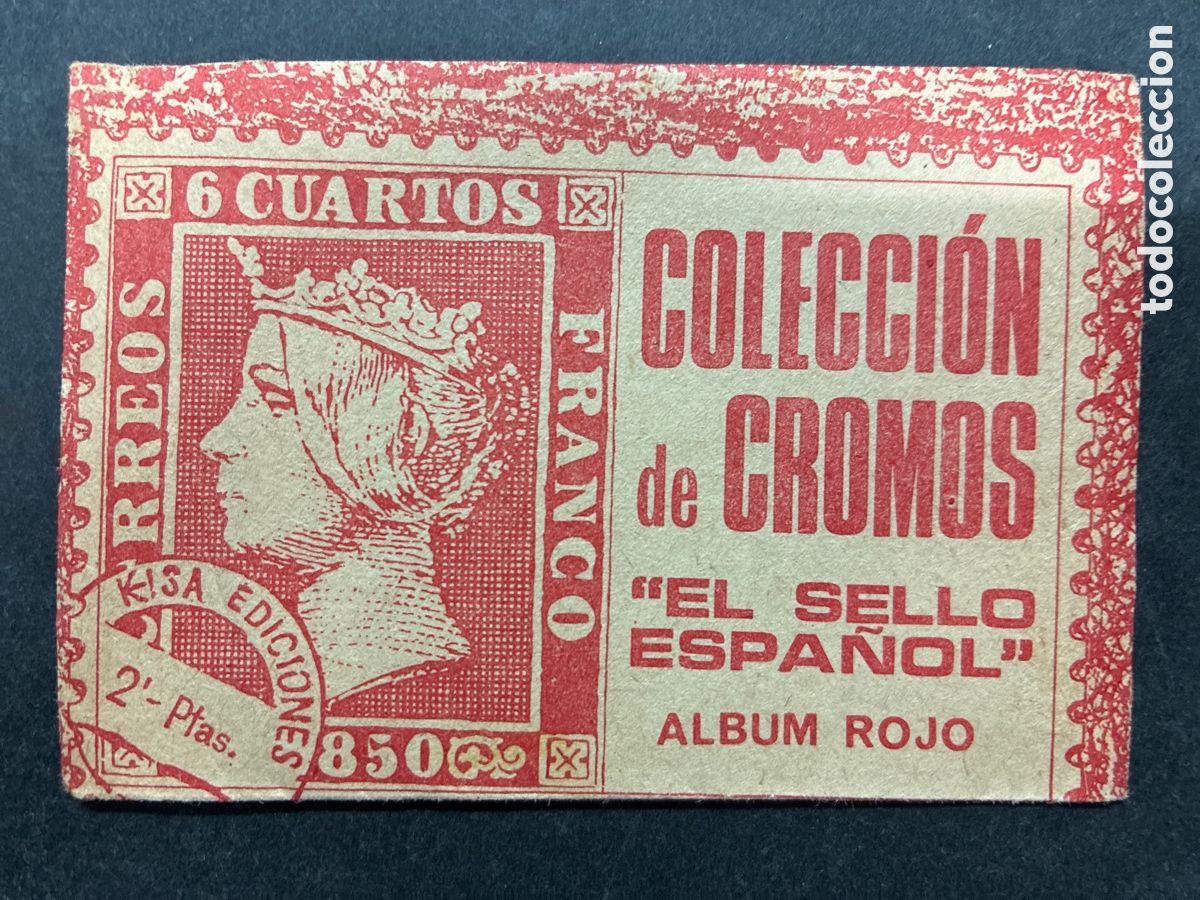 6 CUARTOS
RREOS
FRANCO
850
KISA EDICIONES
2'- Ptas.
COLECCIÓN
de CROMOS
"EL SELLO
ESPAÑOL"
ALBUM ROJO
todocoleccion